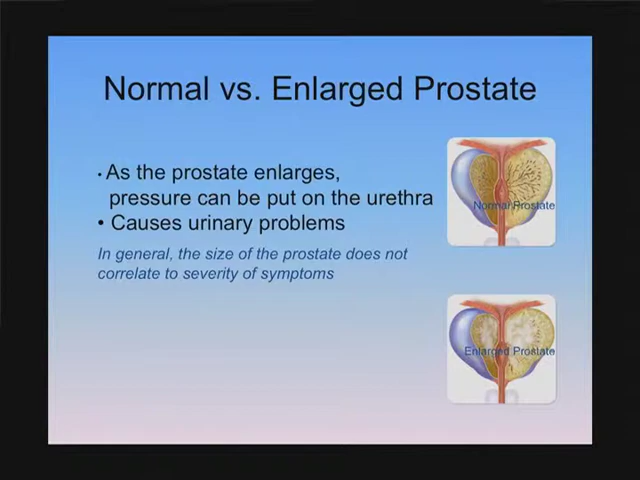 Normal vs. Enlarged Prostate
• As the prostate enlarges,
pressure can be put on the urethra
• Causes urinary problems
In general, the size of the prostate does not
correlate to severity of symptoms
Normal Prostate
Enlarged Prostate